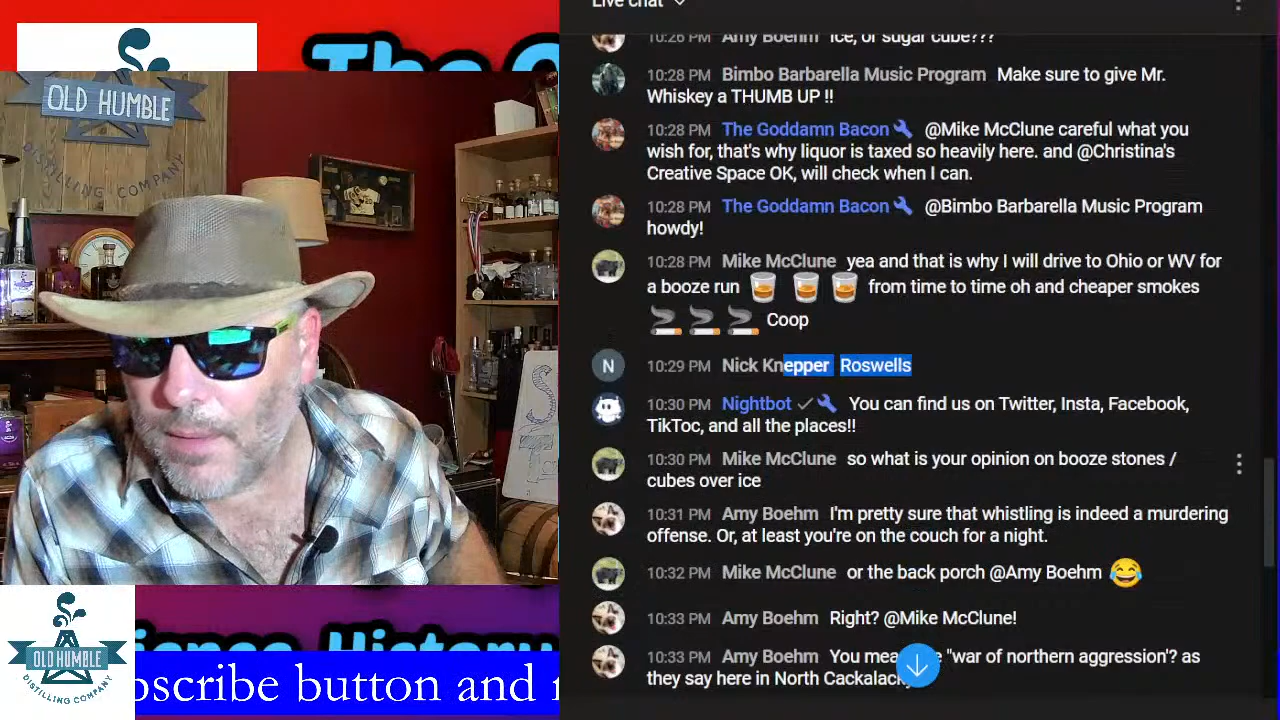 The
OLD HUMBLE
DISTILLING COMPANY
Live chat
10:26 PM Amy Boehm Ice, or sugar cube???
10:28 PM Bimbo Barbarella Music Program Make sure to give Mr.
Whiskey a THUMB UP !!
10:28 PM The Goddamn Bacon @Mike McClune careful what you
wish for, that's why liquor is taxed so heavily here. and @Christina's
Creative Space OK, will check when I can.
10:28 PM The Goddamn Bacon @Bimbo Barbarella Music Program
howdy!
10:28 PM Mike McClune yea and that is why I will drive to Ohio or WV for
a booze run 🥃 🥃 🥃 from time to time oh and cheaper smokes
🚬 🚬 🚬 Coop
N 10:29 PM Nick Knepper Roswells
10:30 PM Nightbot You can find us on Twitter, Insta, Facebook,
TikToc, and all the places!!
10:30 PM Mike McClune so what is your opinion on booze stones /
cubes over ice
10:31 PM Amy Boehm I'm pretty sure that whistling is indeed a murdering
offense. Or, at least you're on the couch for a night.
10:32 PM Mike McClune or the back porch @Amy Boehm 😂
10:33 PM Amy Boehm Right? @Mike McClune!
10:33 PM Amy Boehm You mea "war of northern aggression'? as
they say here in North Cackalack
OLD HUMBLE
DISTILLING COMPANY
ience, History
bscribe button and